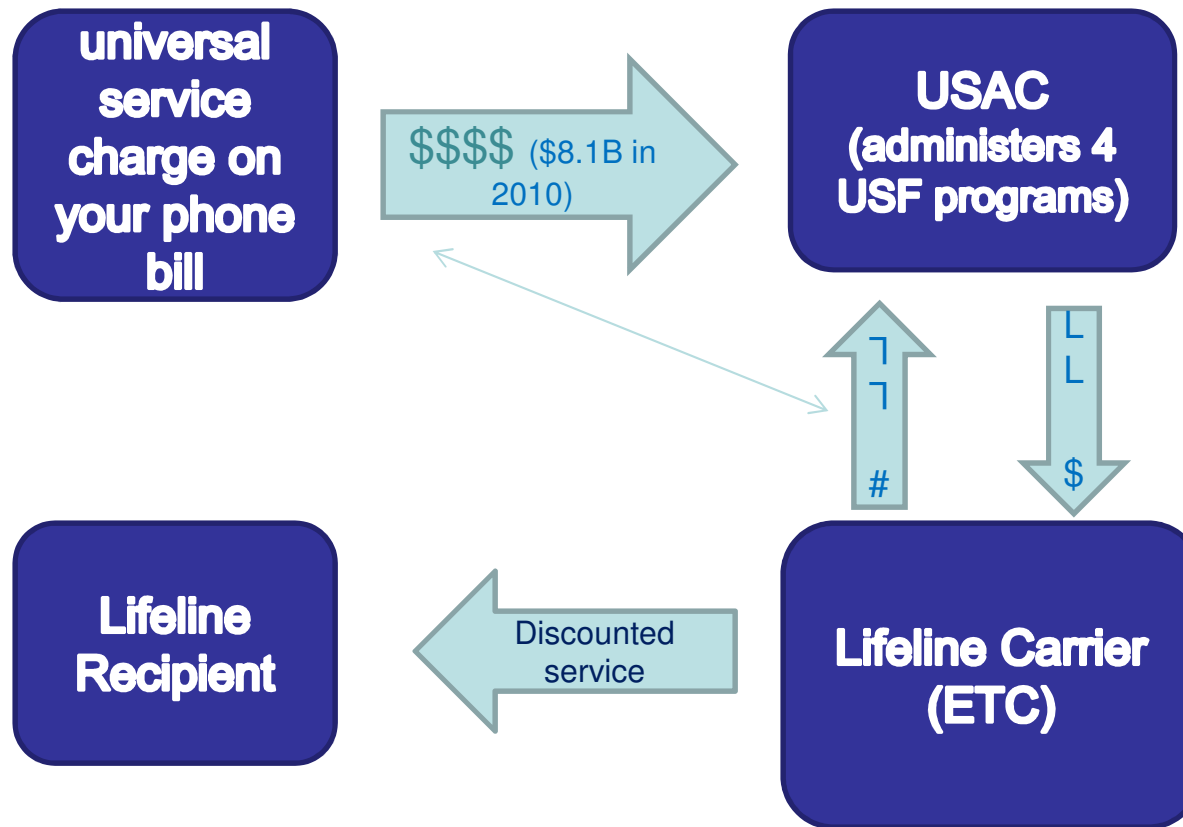 universal
service
charge on
your phone
bill
$$$$ ($8.1B in
2010)
USAC
(administers 4
USF programs)
L
L
#
L
L
$
Lifeline
Recipient
Discounted
service
Lifeline Carrier
(ETC)